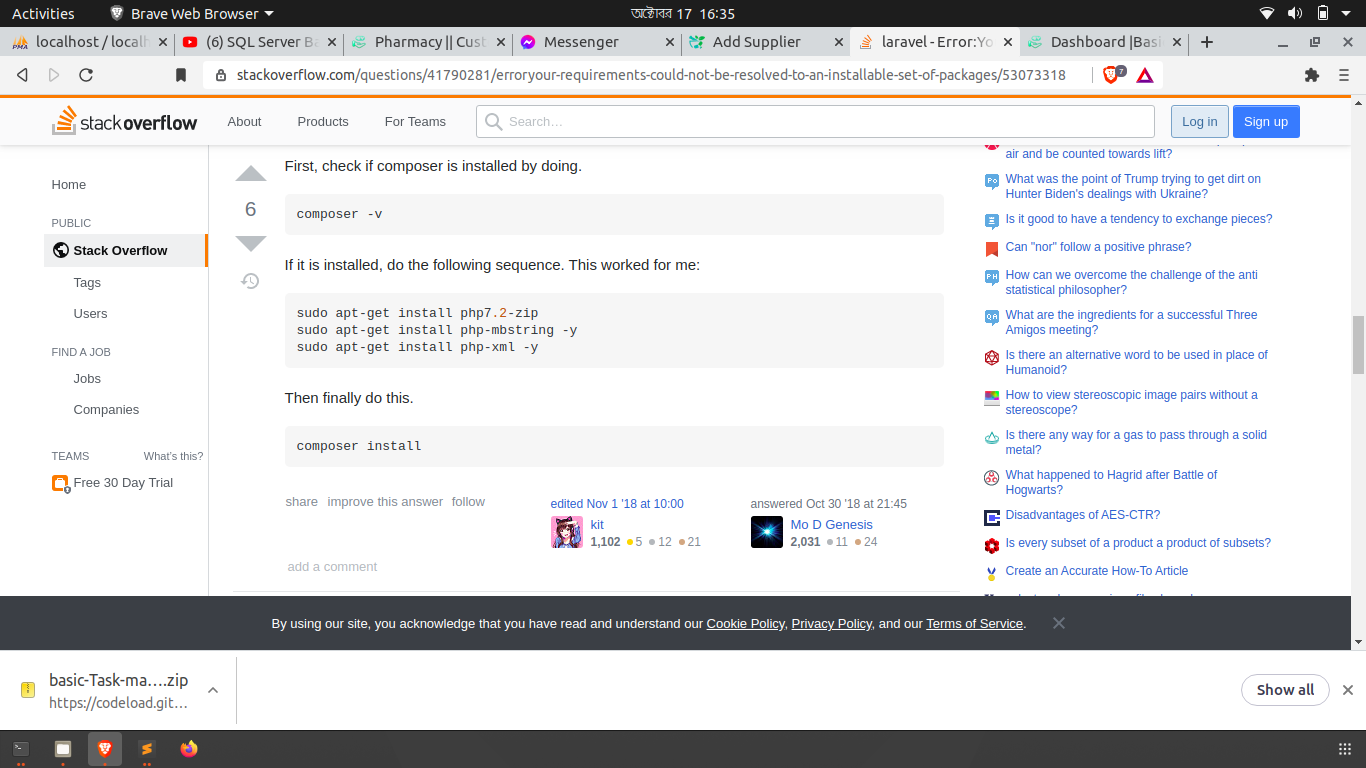 Activities
Brave Web Browser
অক্টোবর 17 16:35
localhost / localh
(6) SQL Server Ba
Pharmacy || Cust
Messenger
Add Supplier
laravel - Error:Yo
Dashboard |Basi
stackoverflow.com/questions/41790281/erroryour-requirements-could-not-be-resolved-to-an-installable-set-of-packages/53073318
7
stackoverflow
About
Products
For Teams
Search…
Log in
Sign up
Home
PUBLIC
Stack Overflow
Tags
Users
FIND A JOB
Jobs
Companies
TEAMS
What's this?
Free 30 Day Trial
6
First, check if composer is installed by doing.
composer -v
If it is installed, do the following sequence. This worked for me:
sudo apt-get install php7.2-zip
sudo apt-get install php-mbstring -y
sudo apt-get install php-xml -y
Then finally do this.
composer install
share improve this answer follow
edited Nov 1 '18 at 10:00
kit
1,102 5 12 21
answered Oct 30 '18 at 21:45
Mo D Genesis
2,031 11 24
add a comment
air and be counted towards lift?
What was the point of Trump trying to get dirt on
Hunter Biden's dealings with Ukraine?
Is it good to have a tendency to exchange pieces?
Can "nor" follow a positive phrase?
How can we overcome the challenge of the anti
statistical philosopher?
What are the ingredients for a successful Three
Amigos meeting?
Is there an alternative word to be used in place of
Humanoid?
How to view stereoscopic image pairs without a
stereoscope?
Is there any way for a gas to pass through a solid
metal?
What happened to Hagrid after Battle of
Hogwarts?
Disadvantages of AES-CTR?
Is every subset of a product a product of subsets?
Create an Accurate How-To Article
By using our site, you acknowledge that you have read and understand our Cookie Policy, Privacy Policy, and our Terms of Service.
basic-Task-ma….zip
https://codeload.git…
Show all